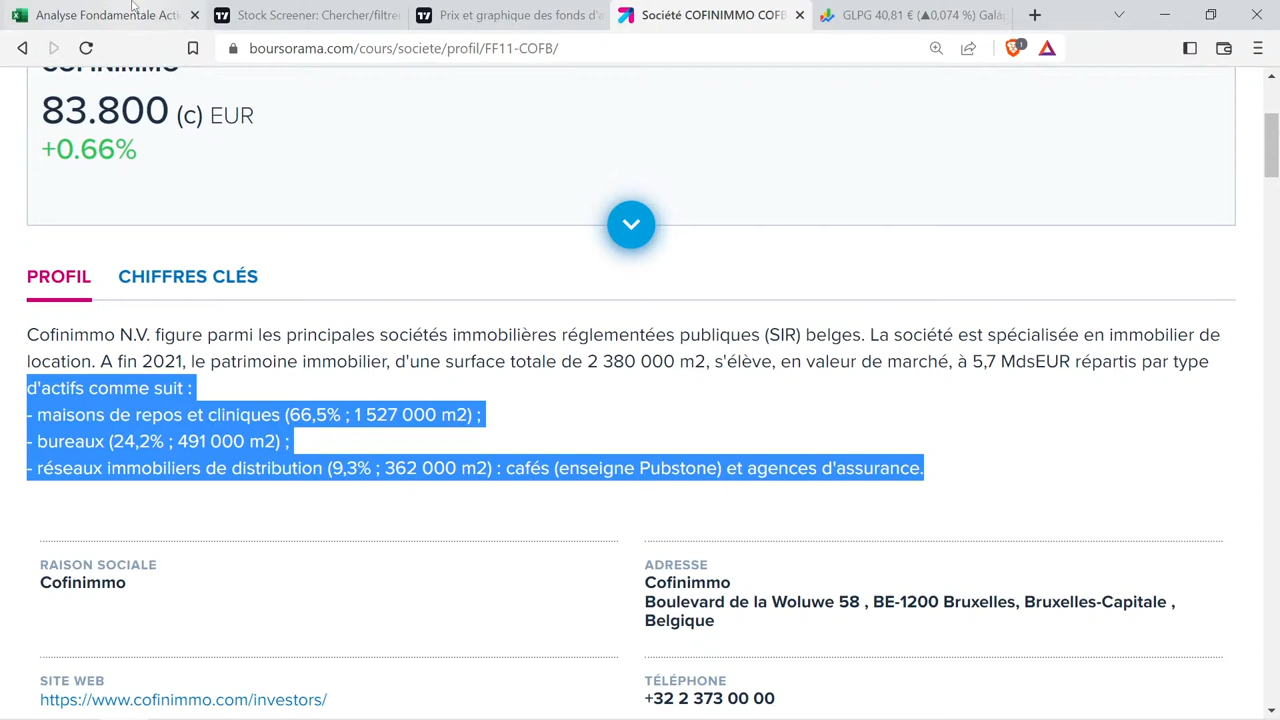 Analyse Fondamentale Acti
Stock Screener: Chercher/filtre
Prix et graphique des fonds d'a
Société COFINIMMO COFB
GLPG 40,81 € (▲0,074 %) Galá
boursorama.com/cours/societe/profil/FF11-COFB/
1
COFINIMMO
83.800 (c) EUR
+0.66%
PROFIL CHIFFRES CLÉS
Cofinimmo N.V. figure parmi les principales sociétés immobilières réglementées publiques (SIR) belges. La société est spécialisée en immobilier de
location. A fin 2021, le patrimoine immobilier, d'une surface totale de 2 380 000 m2, s'élève, en valeur de marché, à 5,7 MdsEUR répartis par type
d'actifs comme suit :
- maisons de repos et cliniques (66,5% ; 1 527 000 m2) ;
- bureaux (24,2% ; 491 000 m2) ;
- réseaux immobiliers de distribution (9,3% ; 362 000 m2) : cafés (enseigne Pubstone) et agences d'assurance.
RAISON SOCIALE
Cofinimmo
ADRESSE
Cofinimmo
Boulevard de la Woluwe 58 , BE-1200 Bruxelles, Bruxelles-Capitale ,
Belgique
SITE WEB
https://www.cofinimmo.com/investors/
TÉLÉPHONE
+32 2 373 00 00